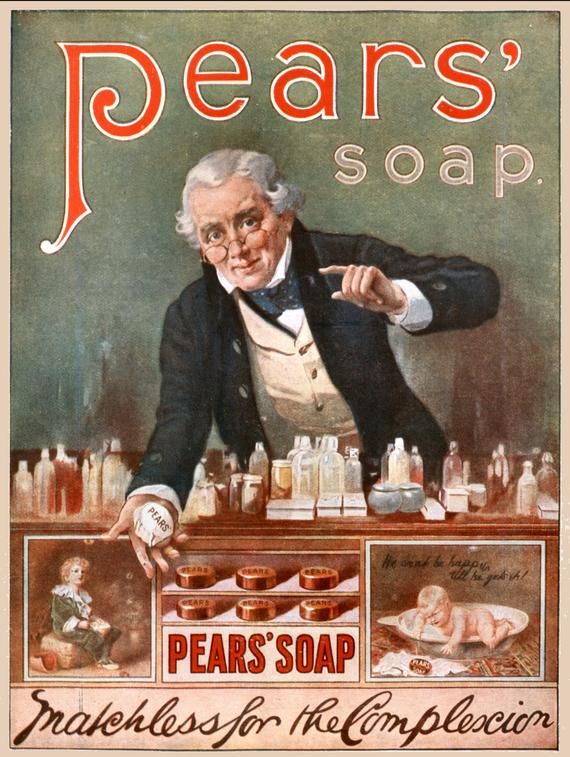 Pears'
soap.
PEARS'
PEARS PEARS PEARS
PEARS PEARS PEARS
PEARS' SOAP
He won't be happy
till he gets it!
PEARS
SOAP
Matchless for the Complexion